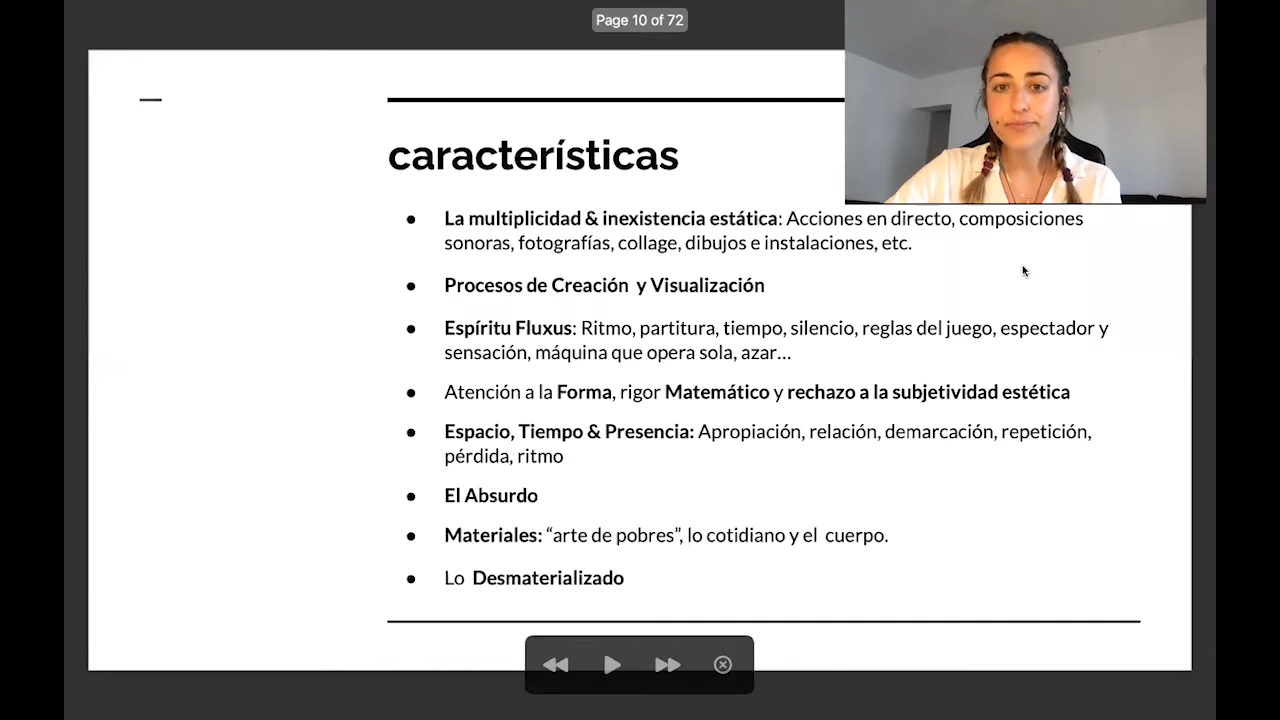 Page 10 of 72
características
● La multiplicidad & inexistencia estática: Acciones en directo, composiciones
sonoras, fotografías, collage, dibujos e instalaciones, etc.
● Procesos de Creación y Visualización
● Espíritu Fluxus: Ritmo, partitura, tiempo, silencio, reglas del juego, espectador y
sensación, máquina que opera sola, azar...
● Atención a la Forma, rigor Matemático y rechazo a la subjetividad estética
● Espacio, Tiempo & Presencia: Apropiación, relación, demarcación, repetición,
pérdida, ritmo
● El Absurdo
● Materiales: “arte de pobres”, lo cotidiano y el cuerpo.
● Lo Desmaterializado